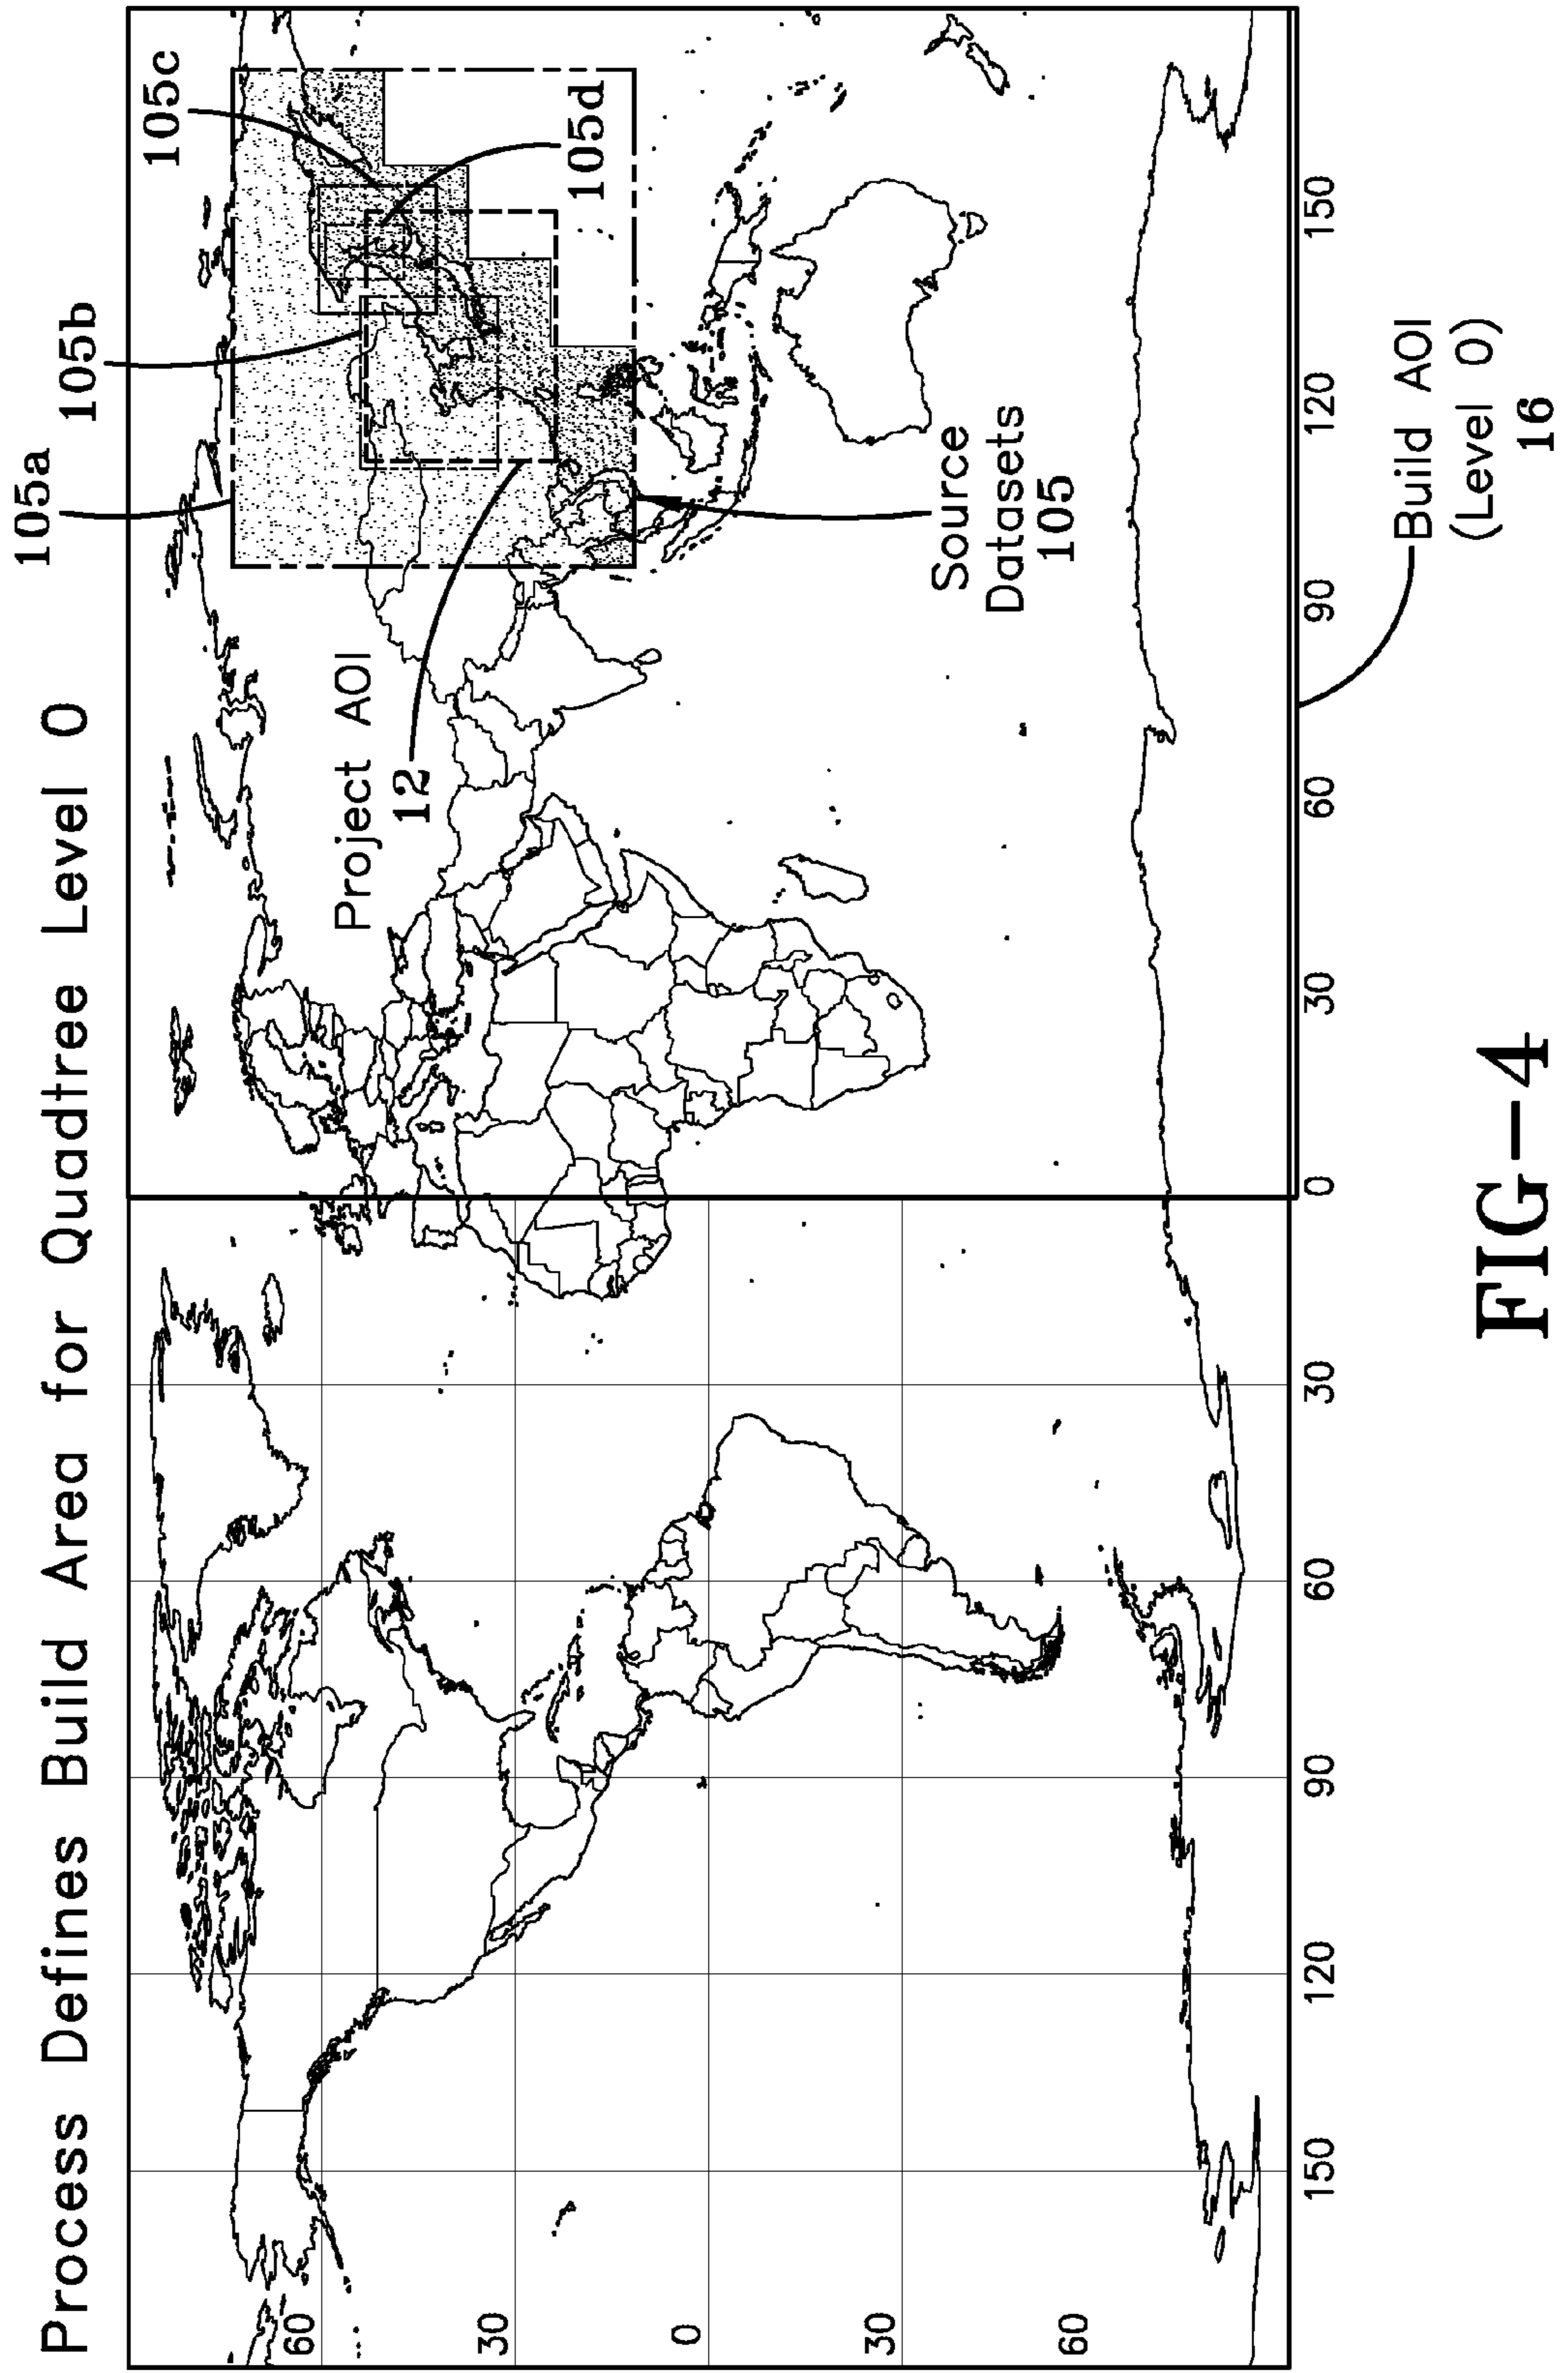 Process Defines Build Area for Quadtree Level 0
105a
105b
105c
105d
Project AOI
12
Source
Datasets
105
60
30
0
30
60
150
120
90
60
30
0
30
60
90
120
150
Build AOI
(Level 0)
16
FIG-4